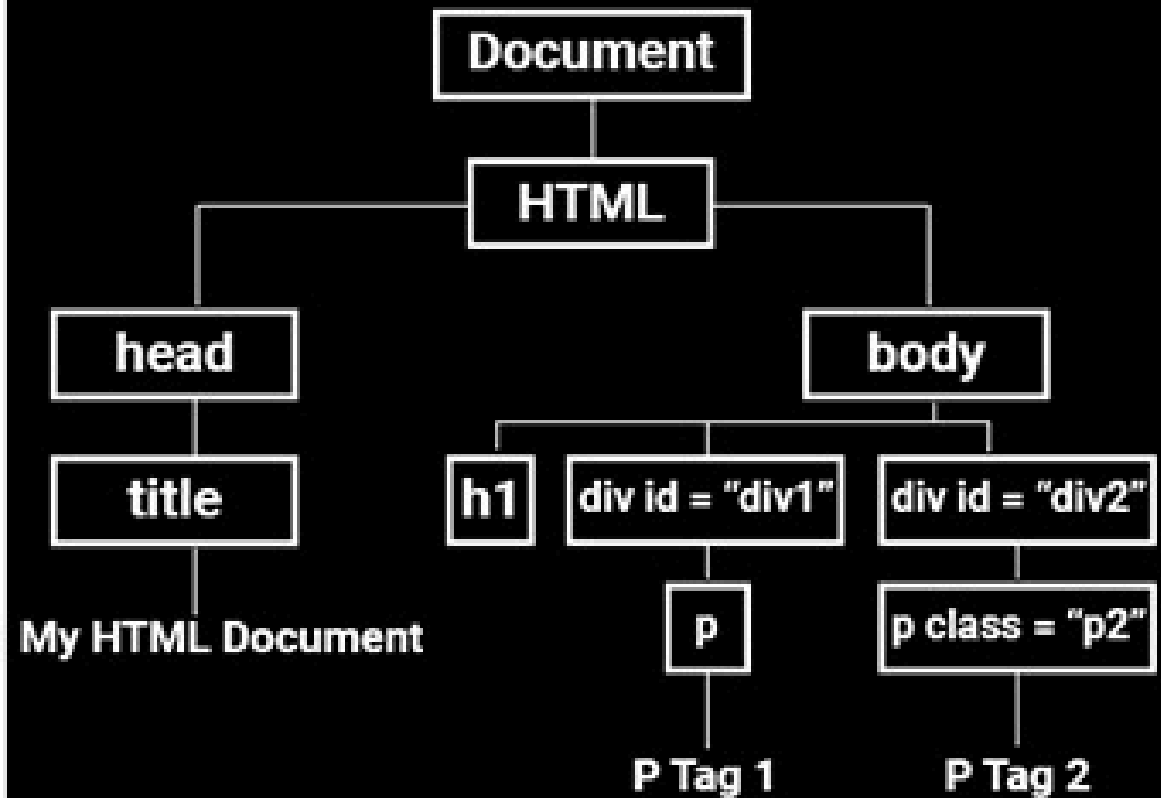 Document
HTML
head
body
title
h1
div id = “div1”
div id = “div2”
My HTML Document
p
p class = “p2”
P Tag 1
P Tag 2